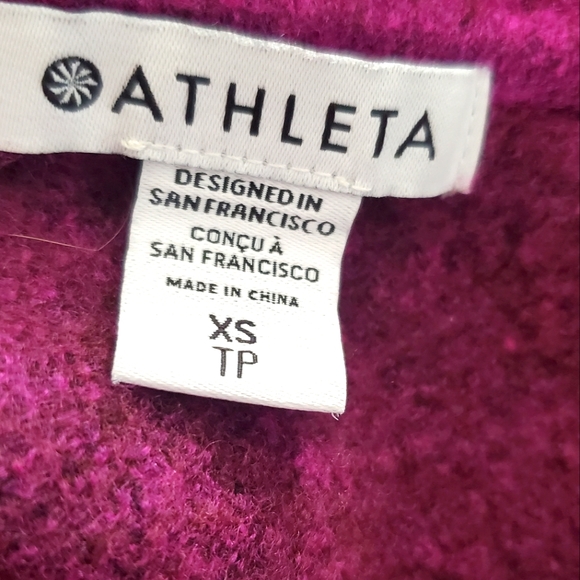 ATHLETA
DESIGNED IN
SAN FRANCISCO
CONÇU À
SAN FRANCISCO
MADE IN CHINA
XS
TP